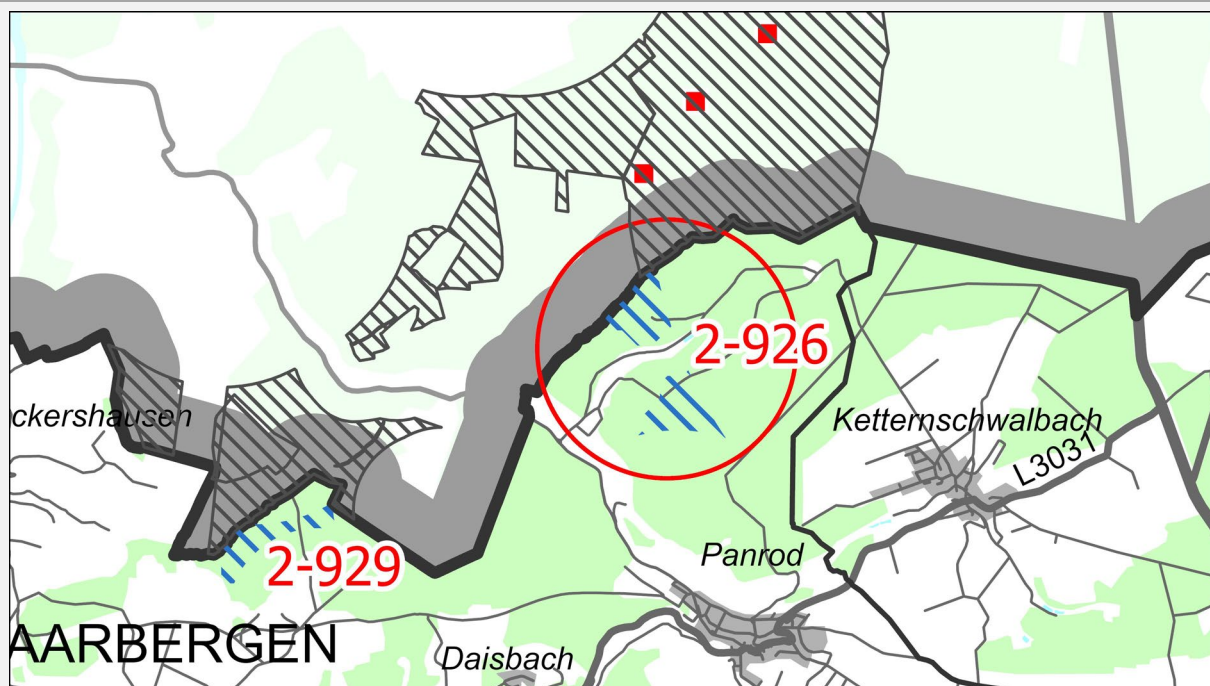 2-926
ckershausen
Ketternschwalbach
L3031
Panrod
2-929
AARBERGEN
Daisbach